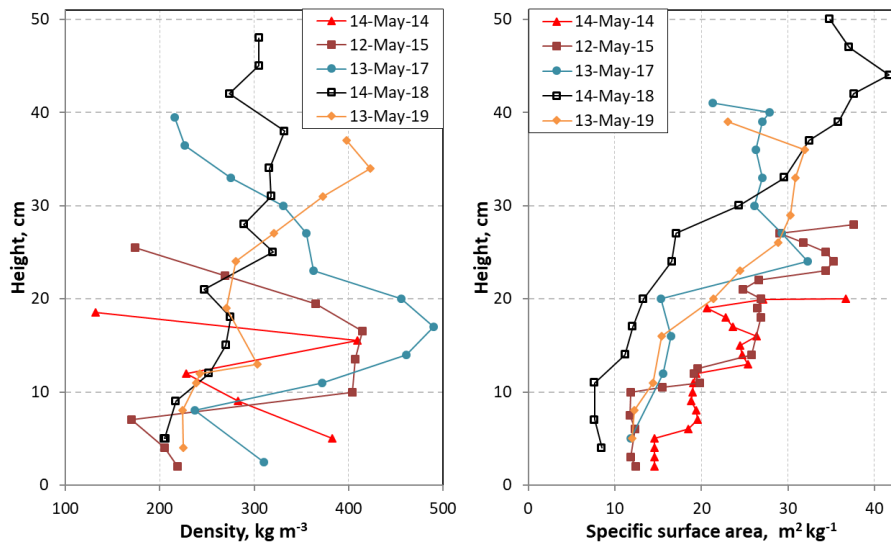 50
40
30
20
10
0
Height, cm
100
200
300
400
500
Density, kg m⁻³
14-May-14
12-May-15
13-May-17
14-May-18
13-May-19
50
40
30
20
10
0
Height, cm
0
10
20
30
40
Specific surface area, m² kg⁻¹
14-May-14
12-May-15
13-May-17
14-May-18
13-May-19